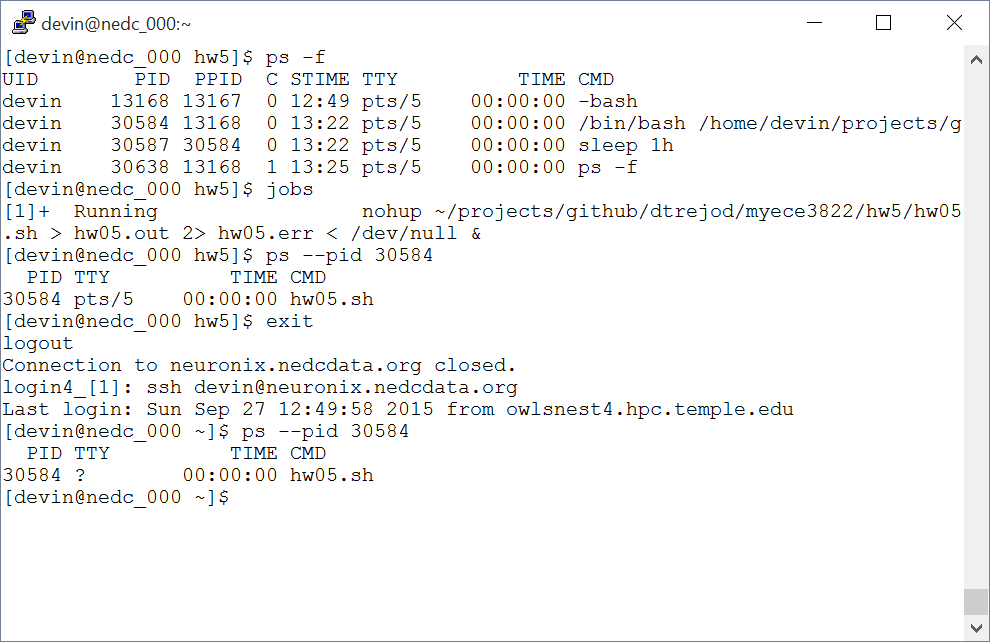 devin@nedc_000:~
[devin@nedc_000 hw5]$ ps -f
UID        PID  PPID  C STIME TTY          TIME CMD
devin    13168 13167  0 12:49 pts/5    00:00:00 -bash
devin    30584 13168  0 13:22 pts/5    00:00:00 /bin/bash /home/devin/projects/g
devin    30587 30584  0 13:22 pts/5    00:00:00 sleep 1h
devin    30638 13168  1 13:25 pts/5    00:00:00 ps -f
[devin@nedc_000 hw5]$ jobs
[1]+  Running                 nohup ~/projects/github/dtrejod/myece3822/hw5/hw05
.sh > hw05.out 2> hw05.err < /dev/null &
[devin@nedc_000 hw5]$ ps --pid 30584
  PID TTY          TIME CMD
30584 pts/5    00:00:00 hw05.sh
[devin@nedc_000 hw5]$ exit
logout
Connection to neuronix.nedcdata.org closed.
login4_[1]: ssh devin@neuronix.nedcdata.org
Last login: Sun Sep 27 12:49:58 2015 from owlsnest4.hpc.temple.edu
[devin@nedc_000 ~]$ ps --pid 30584
  PID TTY          TIME CMD
30584 ?        00:00:00 hw05.sh
[devin@nedc_000 ~]$